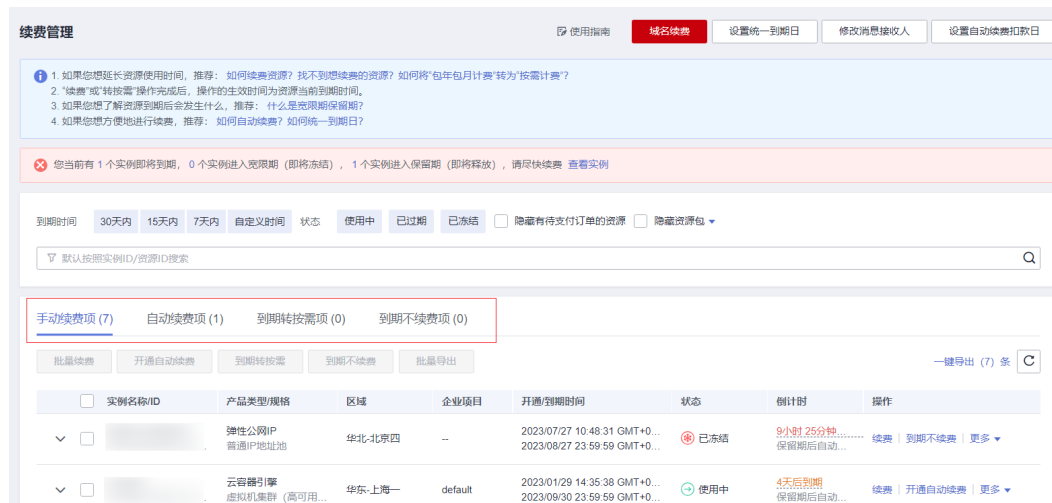 续费管理
使用指南 域名续费 设置统一到期日 修改消息接收人 设置自动续费扣款日
1. 如果您想延长资源使用时间，推荐： 如何续费资源？找不到想续费的资源？如何将“包年包月计费”转为“按需计费”？
2. “续费”或“转按需”操作完成后，操作的生效时间为资源当前到期时间。
3. 如果您想了解资源到期后会发生什么，推荐： 什么是宽限期保留期？
4. 如果您想方便地进行续费，推荐： 如何自动续费？如何统一到期日？
您当前有 1 个实例即将到期， 0 个实例进入宽限期（即将冻结）， 1 个实例进入保留期（即将释放），请尽快续费 查看实例
到期时间 30天内 15天内 7天内 自定义时间 状态 使用中 已过期 已冻结 隐藏有待支付订单的资源 隐藏资源包
默认按照实例ID/资源ID搜索
手动续费项 (7) 自动续费项 (1) 到期转按需项 (0) 到期不续费项 (0)
批量续费 开通自动续费 到期转按需 到期不续费 批量导出 一键导出 (7) 条
实例名称/ID 产品类型/规格 区域 企业项目 开通/到期时间 状态 倒计时 操作
弹性公网IP
普通IP地址池
华北-北京四 -- 2023/07/27 10:48:31 GMT+0...
2023/08/27 23:59:59 GMT+0...
已冻结 9小时 25分钟...
保留期后自动...
续费 到期不续费 更多
云容器引擎
虚拟机集群（高可用...
华东-上海一 default 2023/01/29 14:35:38 GMT+0...
2023/09/30 23:59:59 GMT+0...
使用中 4天后到期
保留期后自动...
续费 开通自动续费 更多